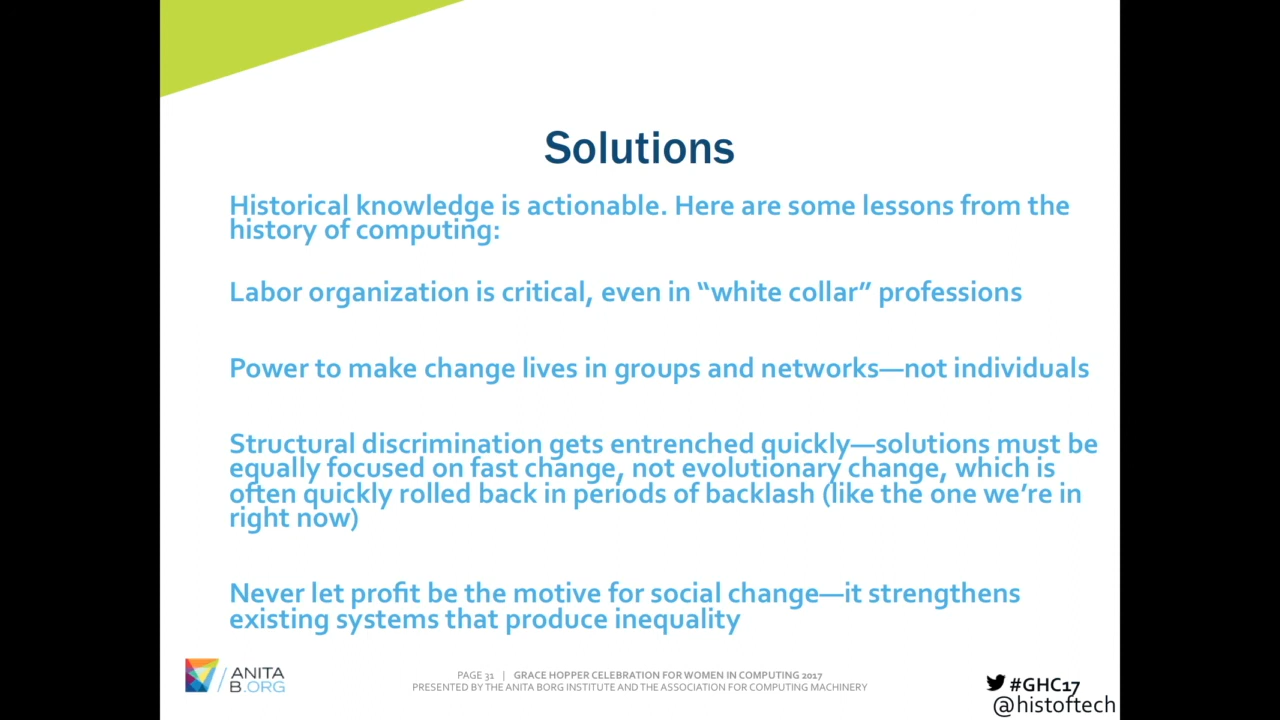 Solutions
Historical knowledge is actionable. Here are some lessons from the
history of computing:
Labor organization is critical, even in “white collar” professions
Power to make change lives in groups and networks—not individuals
Structural discrimination gets entrenched quickly—solutions must be
equally focused on fast change, not evolutionary change, which is
often quickly rolled back in periods of backlash (like the one we’re in
right now)
Never let profit be the motive for social change—it strengthens
existing systems that produce inequality
ANITA
B.ORG
PAGE 31 | GRACE HOPPER CELEBRATION FOR WOMEN IN COMPUTING 2017
PRESENTED BY THE ANITA BORG INSTITUTE AND THE ASSOCIATION FOR COMPUTING MACHINERY
#GHC17
@histoftech